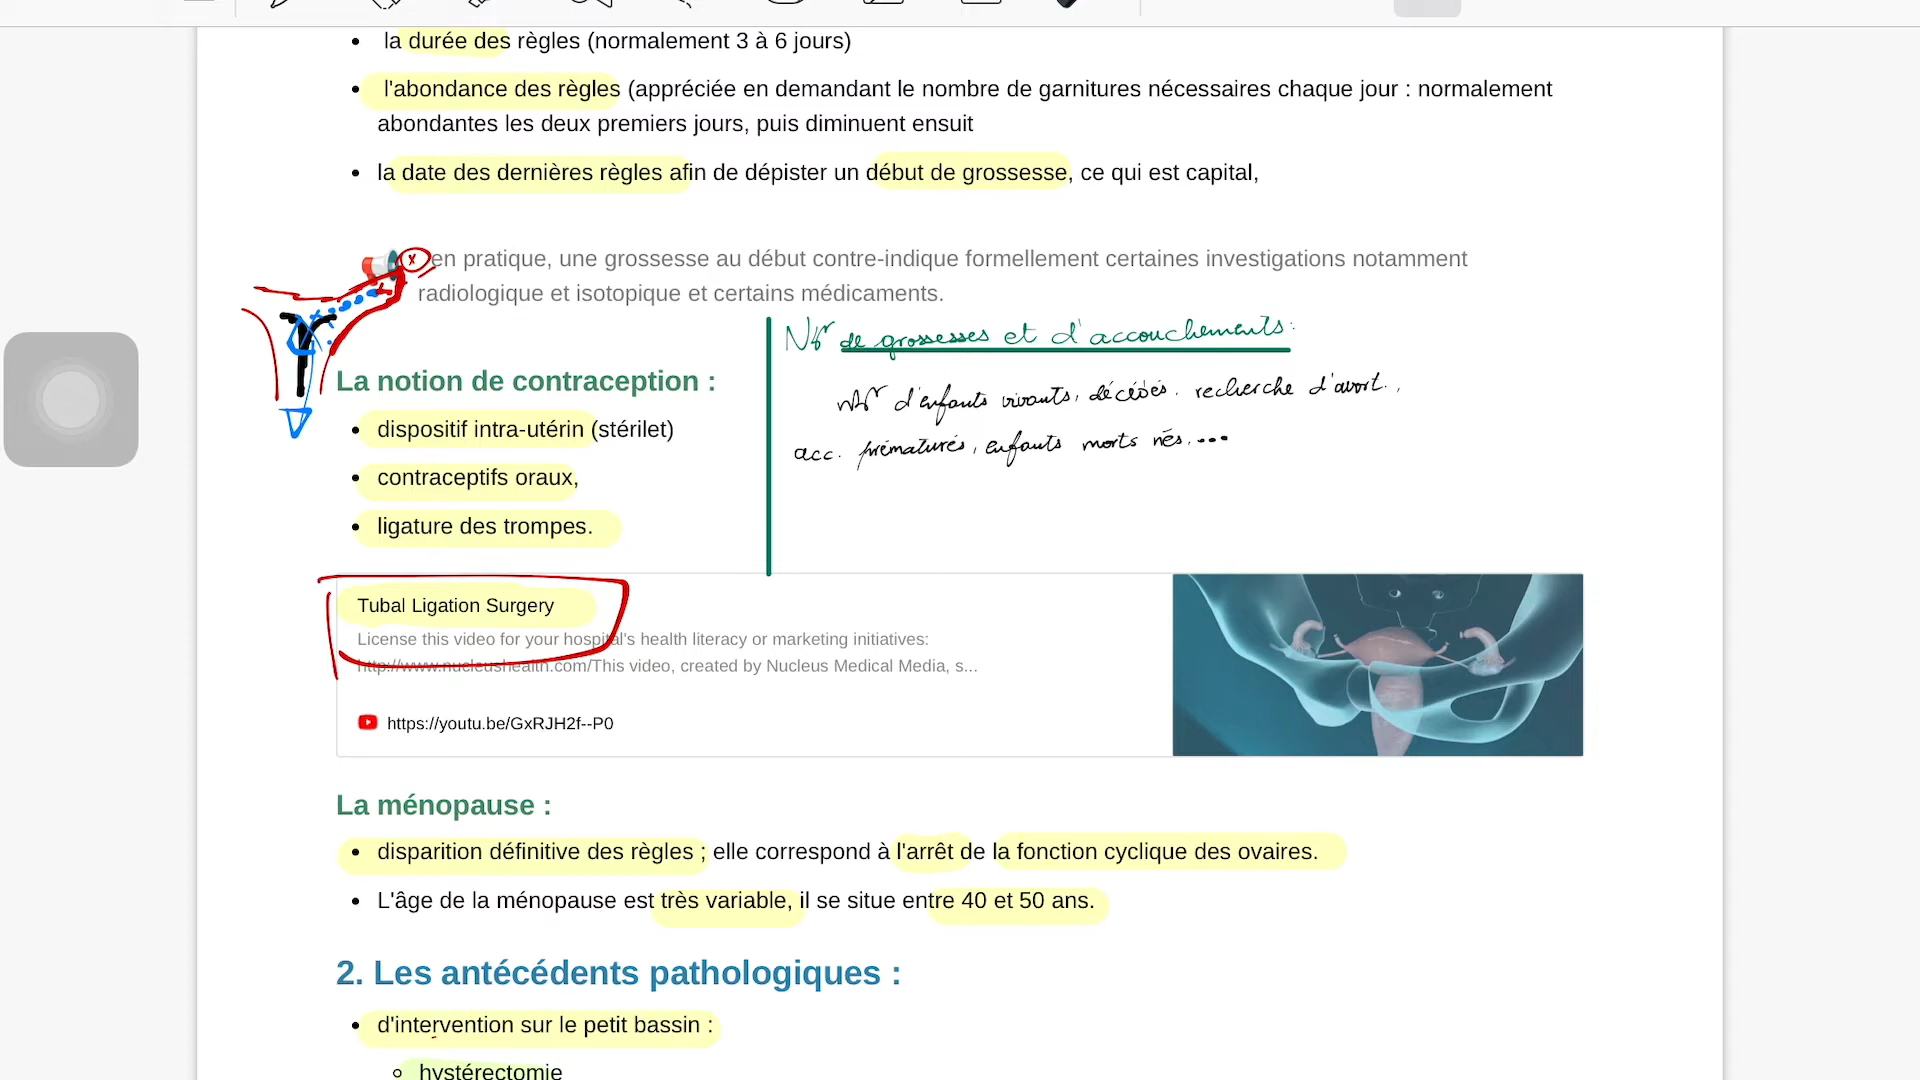 la durée des règles (normalement 3 à 6 jours)
l'abondance des règles (appréciée en demandant le nombre de garnitures nécessaires chaque jour : normalement
abondantes les deux premiers jours, puis diminuent ensuit
la date des dernières règles afin de dépister un début de grossesse, ce qui est capital,
x
en pratique, une grossesse au début contre-indique formellement certaines investigations notamment
radiologique et isotopique et certains médicaments.
Nbr de grossesses et d'accouchements:
nbr d'enfants vivants, décédés. recherche d'avort.,
acc. prématurés, enfants morts nés....
La notion de contraception :
dispositif intra-utérin (stérilet)
contraceptifs oraux,
ligature des trompes.
Tubal Ligation Surgery
License this video for your hospital's health literacy or marketing initiatives:
http://www.nucleushealth.com/This video, created by Nucleus Medical Media, s...
https://youtu.be/GxRJH2f--P0
La ménopause :
disparition définitive des règles ; elle correspond à l'arrêt de la fonction cyclique des ovaires.
L'âge de la ménopause est très variable, il se situe entre 40 et 50 ans.
2. Les antécédents pathologiques :
d'intervention sur le petit bassin :
hystérectomie